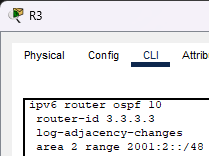 R3
Physical Config CLI Attri
ipv6 router ospf 10
router-id 3.3.3.3
log-adjacency-changes
area 2 range 2001:2::/48